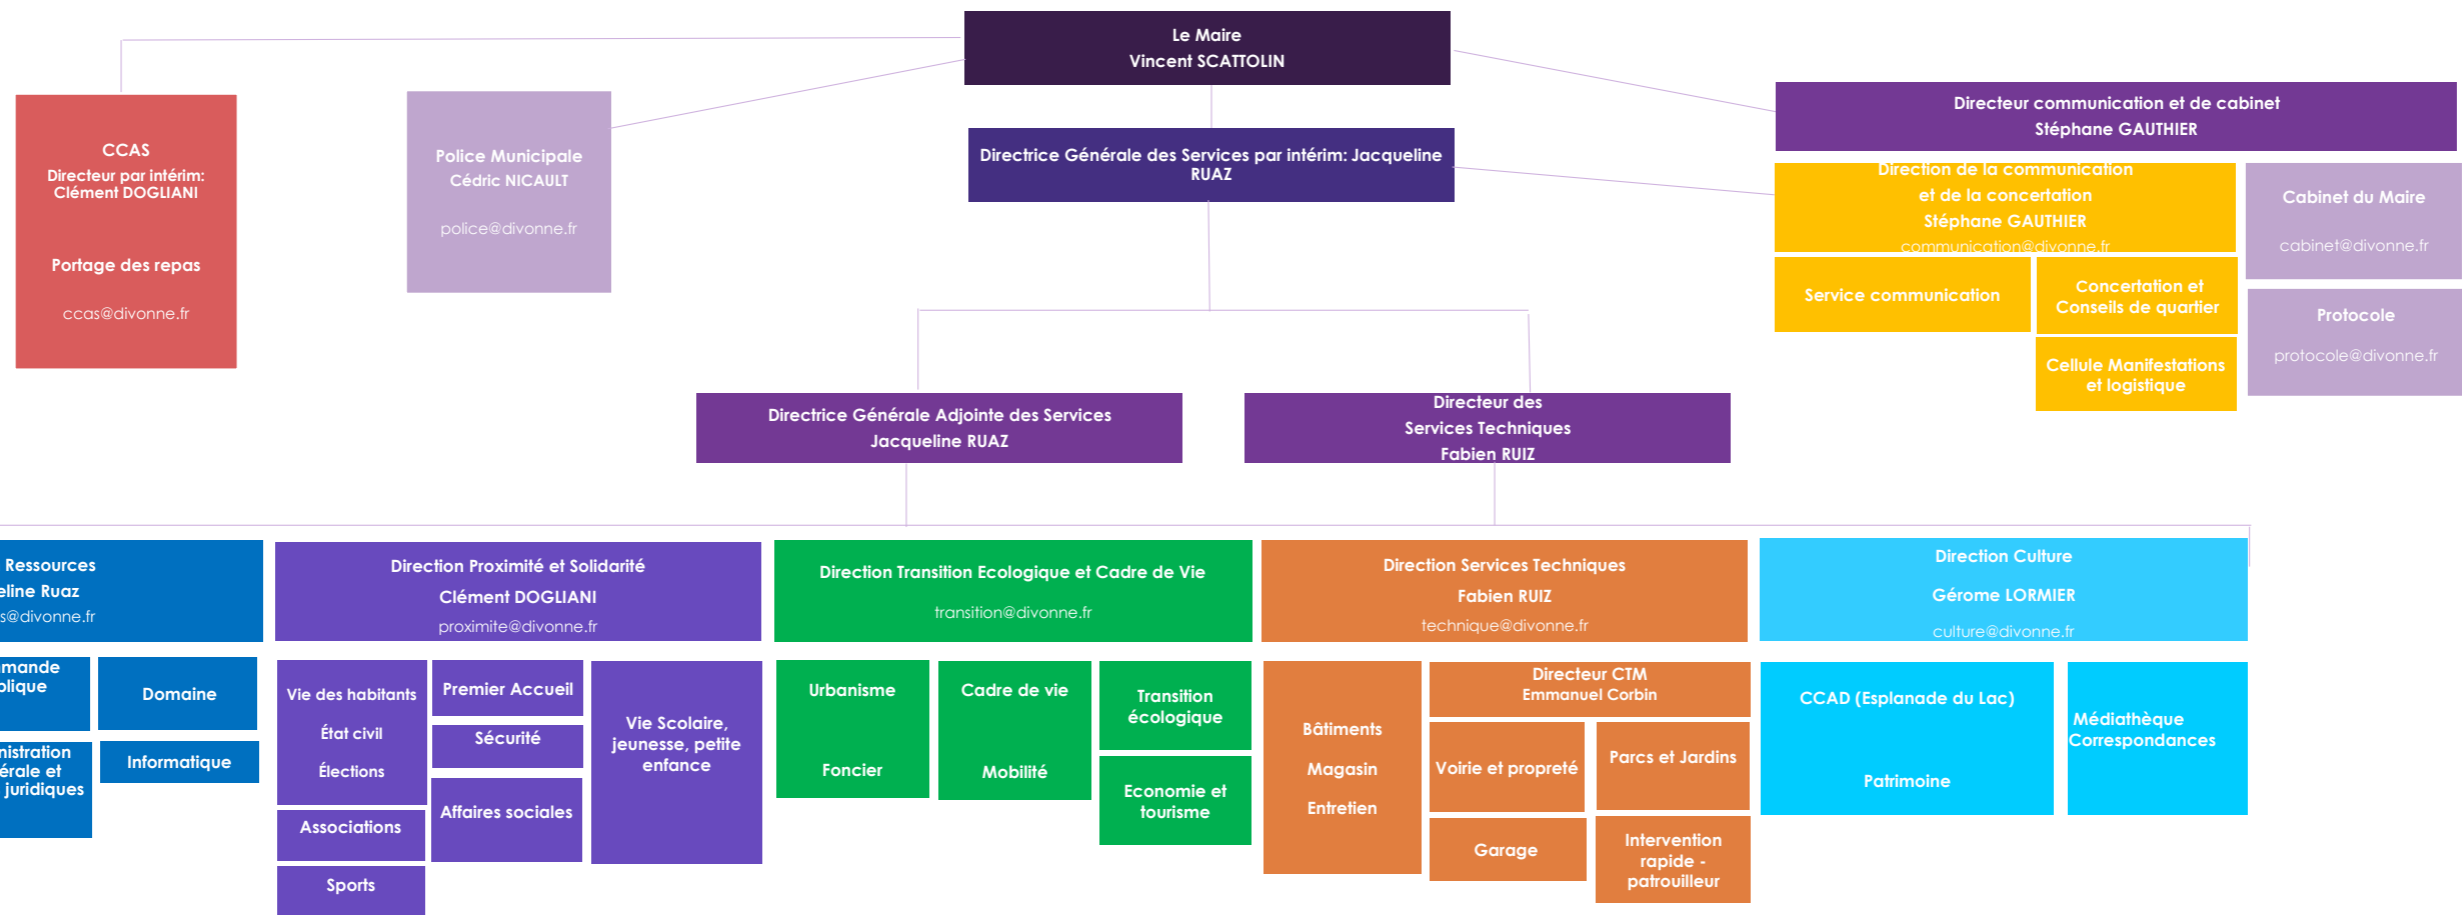 Le Maire
Vincent SCATTOLIN
CCAS
Directeur par intérim:
Clément DOGLIANI
Portage des repas
ccas@divonne.fr
Police Municipale
Cédric NICAULT
police@divonne.fr
Directrice Générale des Services par intérim: Jacqueline
RUAZ
Directeur communication et de cabinet
Stéphane GAUTHIER
Direction de la communication
et de la concertation
Stéphane GAUTHIER
communication@divonne.fr
Cabinet du Maire
cabinet@divonne.fr
Service communication
Concertation et
Conseils de quartier
Protocole
protocole@divonne.fr
Cellule Manifestations
et logistique
Directrice Générale Adjointe des Services
Jacqueline RUAZ
Directeur des
Services Techniques
Fabien RUIZ
Ressources
eline Ruaz
s@divonne.fr
mande
blique
Domaine
nistration
érale et
juridiques
Informatique
Direction Proximité et Solidarité
Clément DOGLIANI
proximite@divonne.fr
Vie des habitants
État civil
Élections
Premier Accueil
Sécurité
Affaires sociales
Vie Scolaire,
jeunesse, petite
enfance
Associations
Sports
Direction Transition Ecologique et Cadre de Vie
transition@divonne.fr
Urbanisme
Foncier
Cadre de vie
Mobilité
Transition
écologique
Economie et
tourisme
Direction Services Techniques
Fabien RUIZ
technique@divonne.fr
Bâtiments
Magasin
Entretien
Directeur CTM
Emmanuel Corbin
Voirie et propreté
Parcs et Jardins
Garage
Intervention
rapide -
patrouilleur
Direction Culture
Gérome LORMIER
culture@divonne.fr
CCAD (Esplanade du Lac)
Patrimoine
Médiathèque
Correspondances